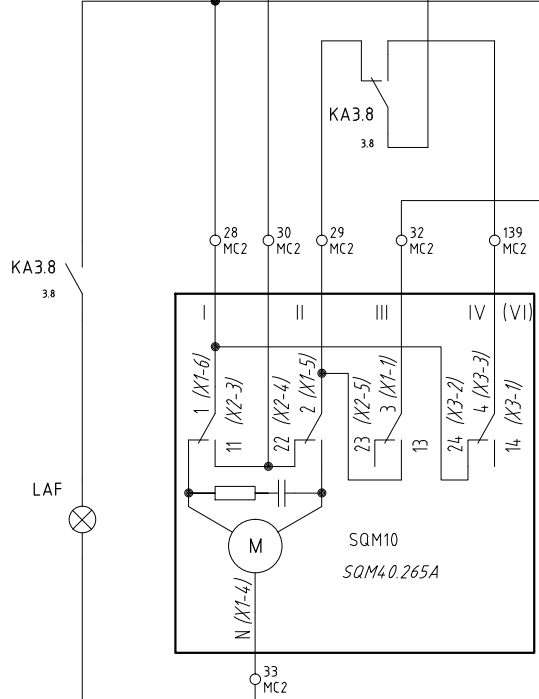 KA3.8
3.8
28
MC2
30
MC2
29
MC2
32
MC2
139
MC2
KA3.8
3.8
I
II
III
IV (VI)
1 (X1-6)
11 (X2-3)
22 (X2-4)
2 (X1-5)
23 (X2-5)
3 (X1-1)
13
24 (X3-2)
4 (X3-3)
14 (X3-1)
LAF
M
SQM10
SQM40.265A
N (X1-4)
33
MC2